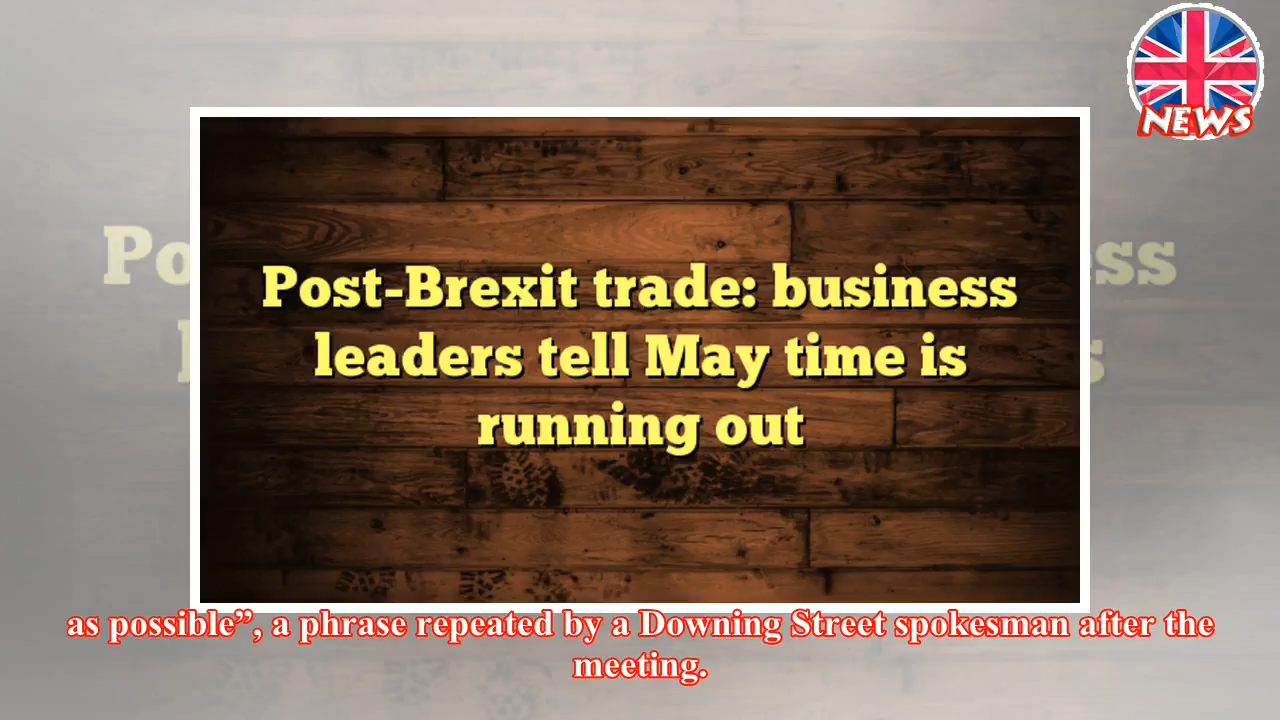 NEWS
Post-Brexit trade: business
leaders tell May time is
running out
as possible”, a phrase repeated by a Downing Street spokesman after the
meeting.